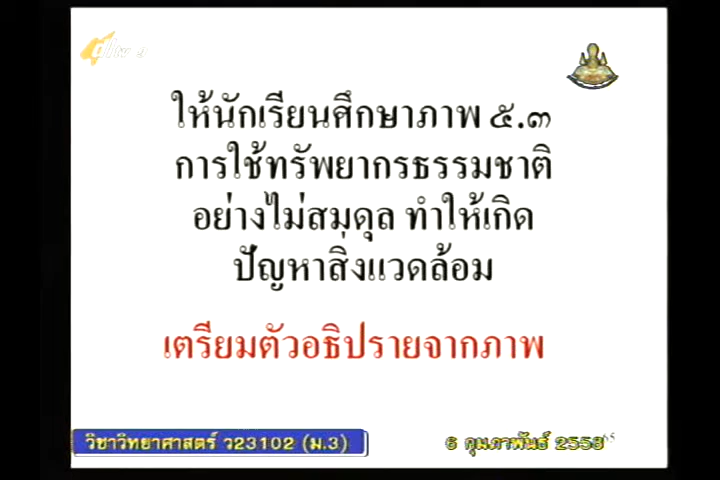 ให้นักเรียนศึกษาภาพ ๕.๓
การใช้ทรัพยากรธรรมชาติ
อย่างไม่สมดุล ทำให้เกิด
ปัญหาสิ่งแวดล้อม
เตรียมตัวอธิปรายจากภาพ
วิชาวิทยาศาสตร์ ว23102 (ม.3)
6 กุมภาพันธ์ 2558